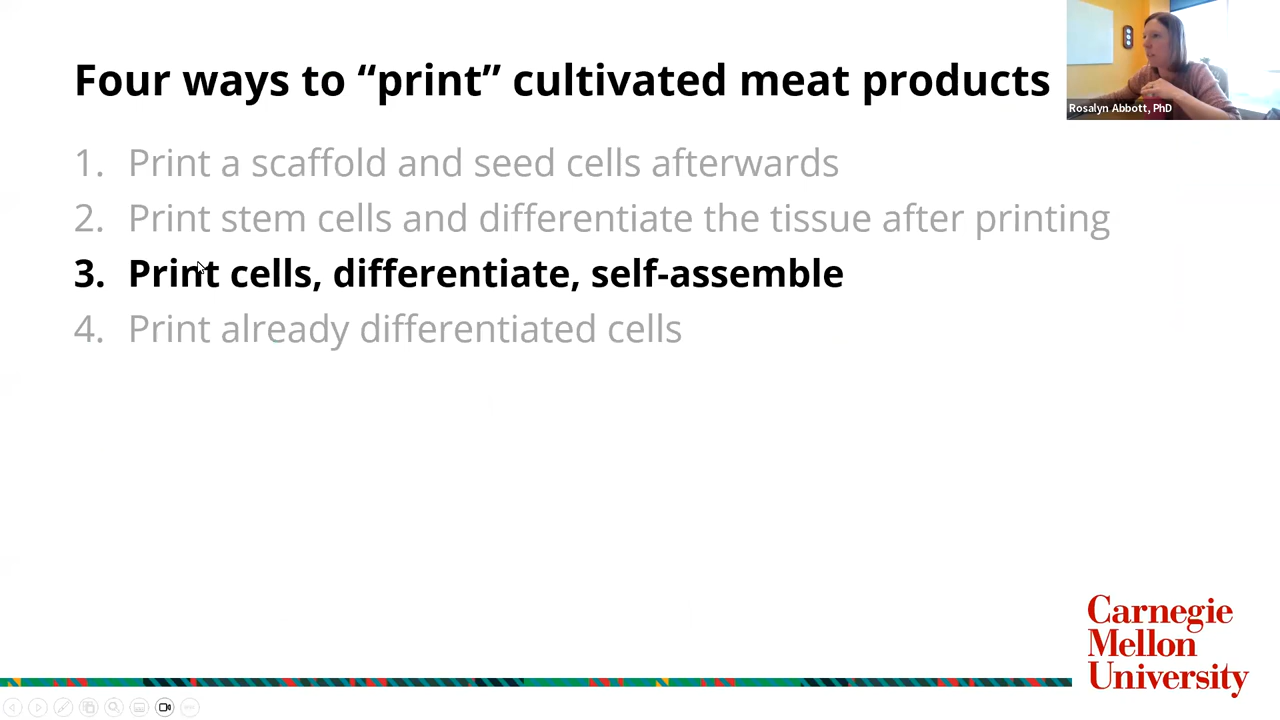 Four ways to “print” cultivated meat products
Rosalyn Abbott, PhD
1. Print a scaffold and seed cells afterwards
2. Print stem cells and differentiate the tissue after printing
3. Print cells, differentiate, self-assemble
4. Print already differentiated cells
Carnegie
Mellon
University